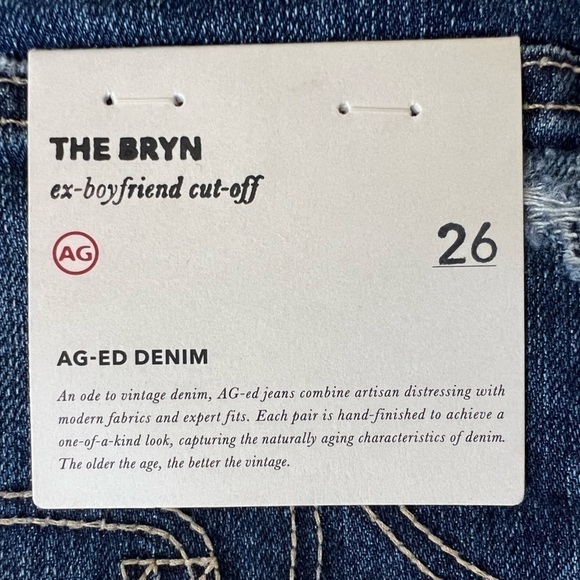 THE BRYN
ex-boyfriend cut-off
AG
26
AG-ED DENIM
An ode to vintage denim, AG-ed jeans combine artisan distressing with
modern fabrics and expert fits. Each pair is hand-finished to achieve a
one-of-a-kind look, capturing the naturally aging characteristics of denim.
The older the age, the better the vintage.